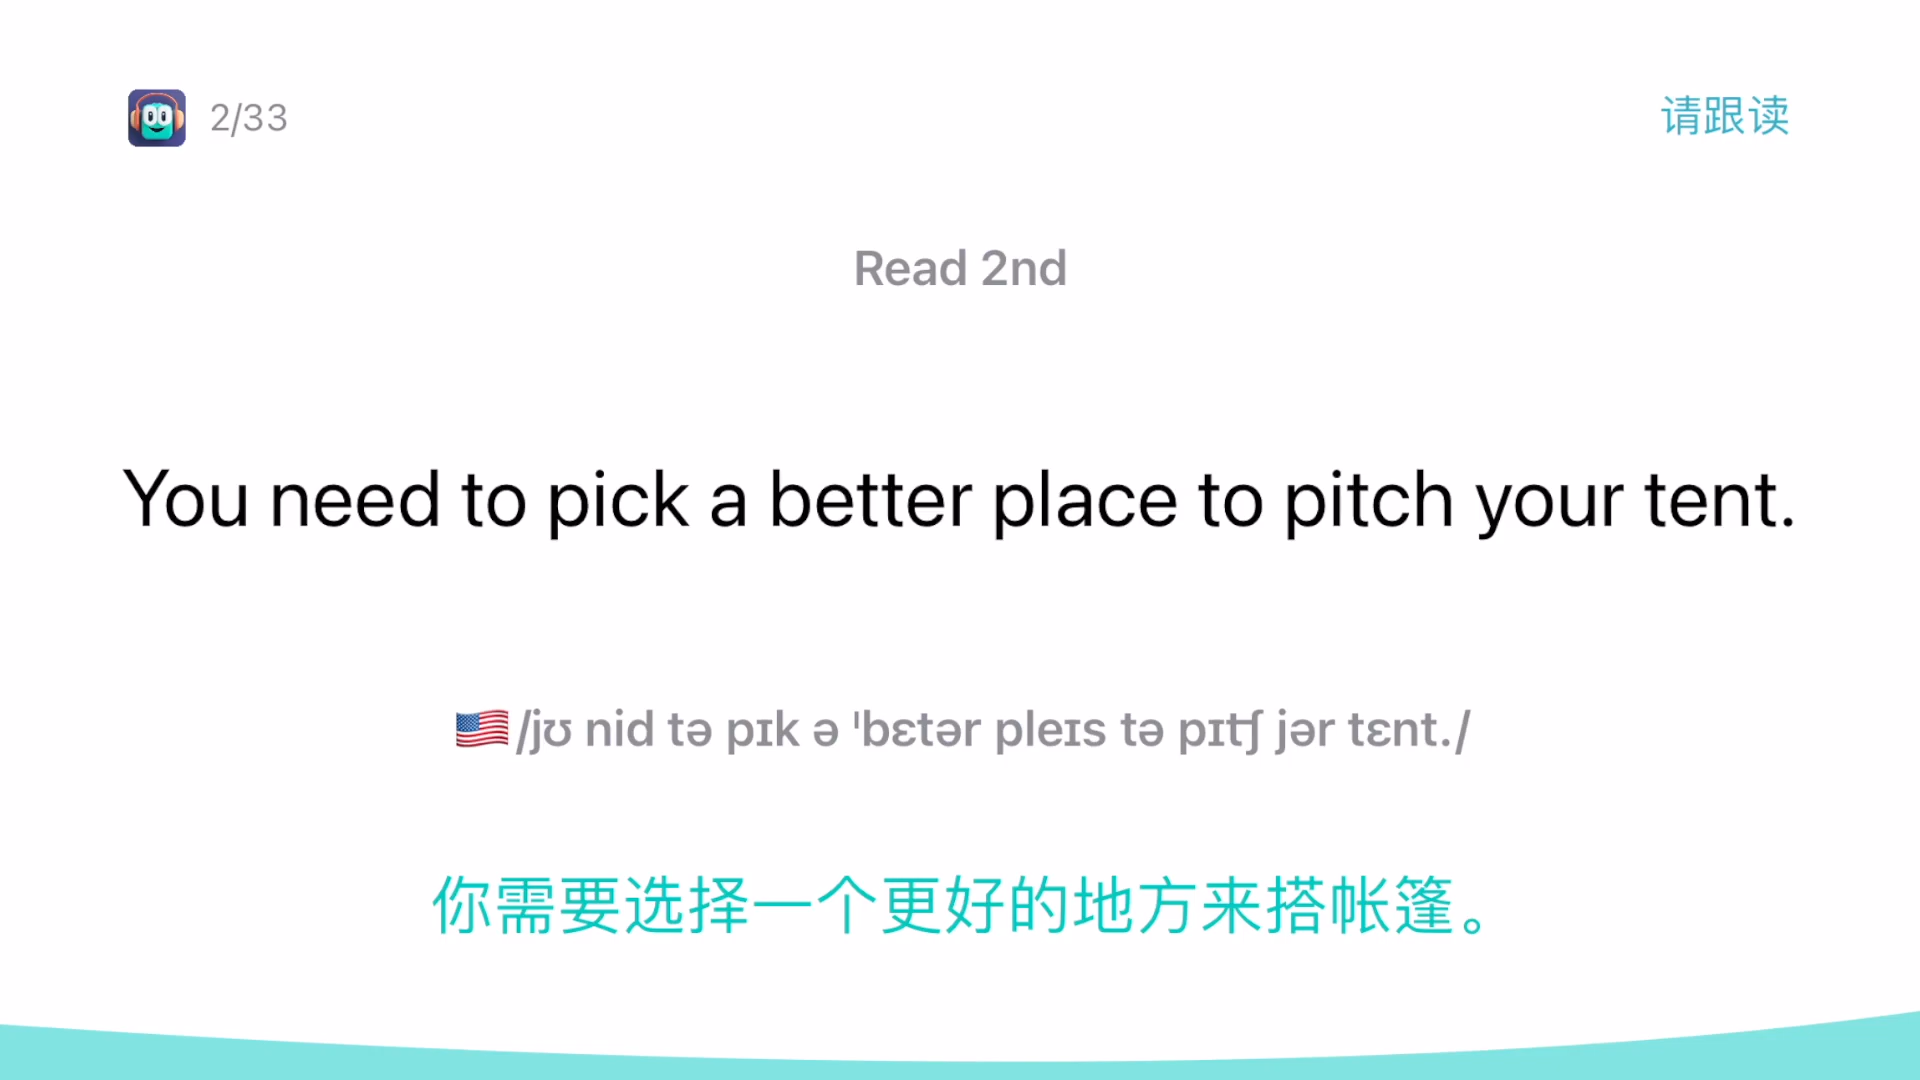 2/33
请跟读
Read 2nd
You need to pick a better place to pitch your tent.
🇺🇸/jʊ nid tə pɪk ə ˈbɛtər pleɪs tə pɪʧ jər tɛnt./
你需要选择一个更好的地方来搭帐篷。